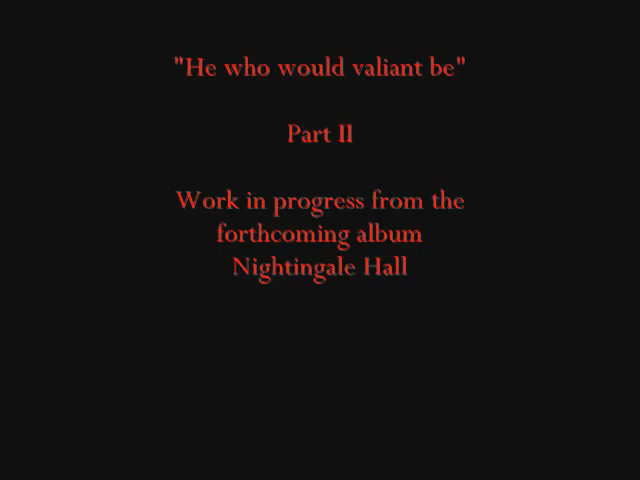 "He who would valiant be"
Part II
Work in progress from the
forthcoming album
Nightingale Hall